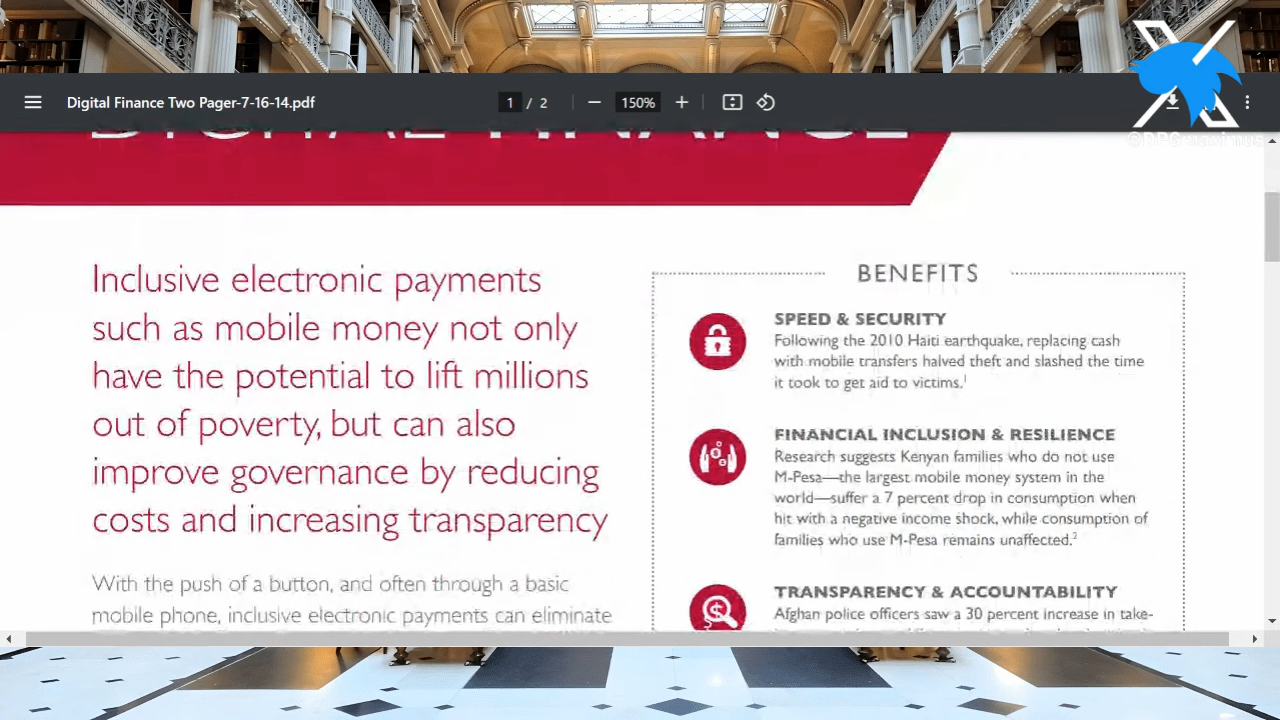 Digital Finance Two Pager-7-16-14.pdf
1 / 2
150%
DIGITAL FINANCE
Inclusive electronic payments
such as mobile money not only
have the potential to lift millions
out of poverty, but can also
improve governance by reducing
costs and increasing transparency
With the push of a button, and often through a basic
mobile phone, inclusive electronic payments can eliminate
BENEFITS
SPEED & SECURITY
Following the 2010 Haiti earthquake, replacing cash
with mobile transfers halved theft and slashed the time
it took to get aid to victims.¹
FINANCIAL INCLUSION & RESILIENCE
Research suggests Kenyan families who do not use
M-Pesa—the largest mobile money system in the
world—suffer a 7 percent drop in consumption when
hit with a negative income shock, while consumption of
families who use M-Pesa remains unaffected.²
TRANSPARENCY & ACCOUNTABILITY
Afghan police officers saw a 30 percent increase in take-